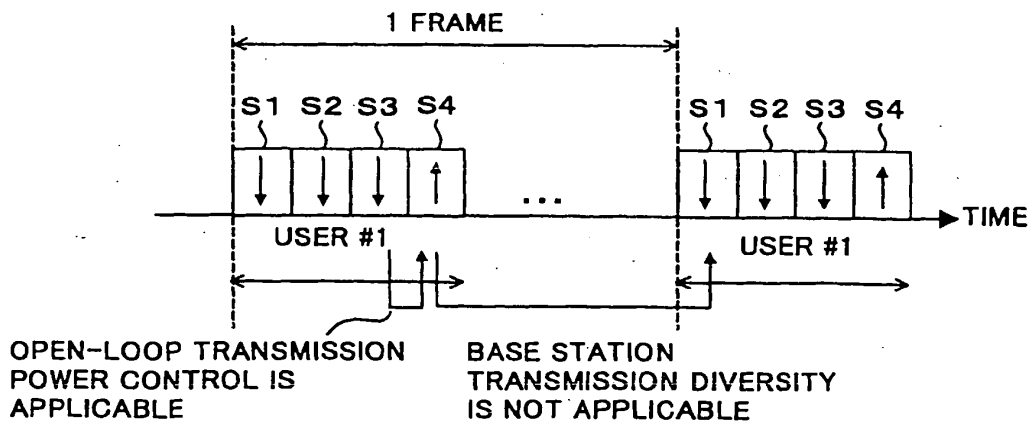 1 FRAME
S1 S2 S3 S4
S1 S2 S3 S4
...
TIME
USER #1
USER #1
OPEN-LOOP TRANSMISSION
POWER CONTROL IS
APPLICABLE
BASE STATION
TRANSMISSION DIVERSITY
IS NOT APPLICABLE